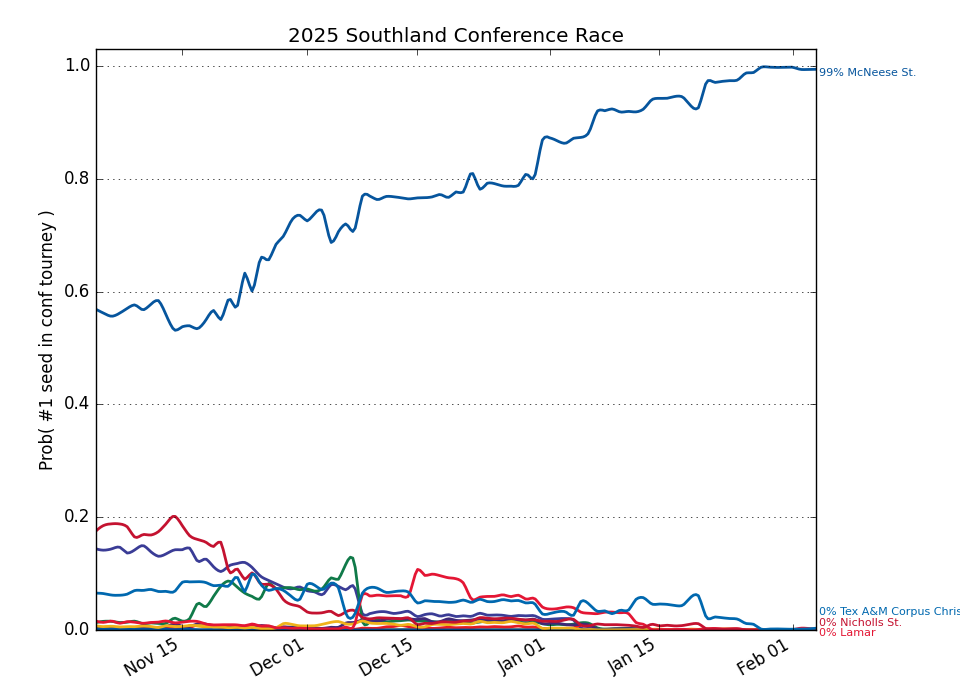 2025 Southland Conference Race
Prob( #1 seed in conf tourney )
1.0
0.8
0.6
0.4
0.2
0.0
99% McNeese St.
0% Tex A&M Corpus Chris
0% Nicholls St.
0% Lamar
Nov 15
Dec 01
Dec 15
Jan 01
Jan 15
Feb 01